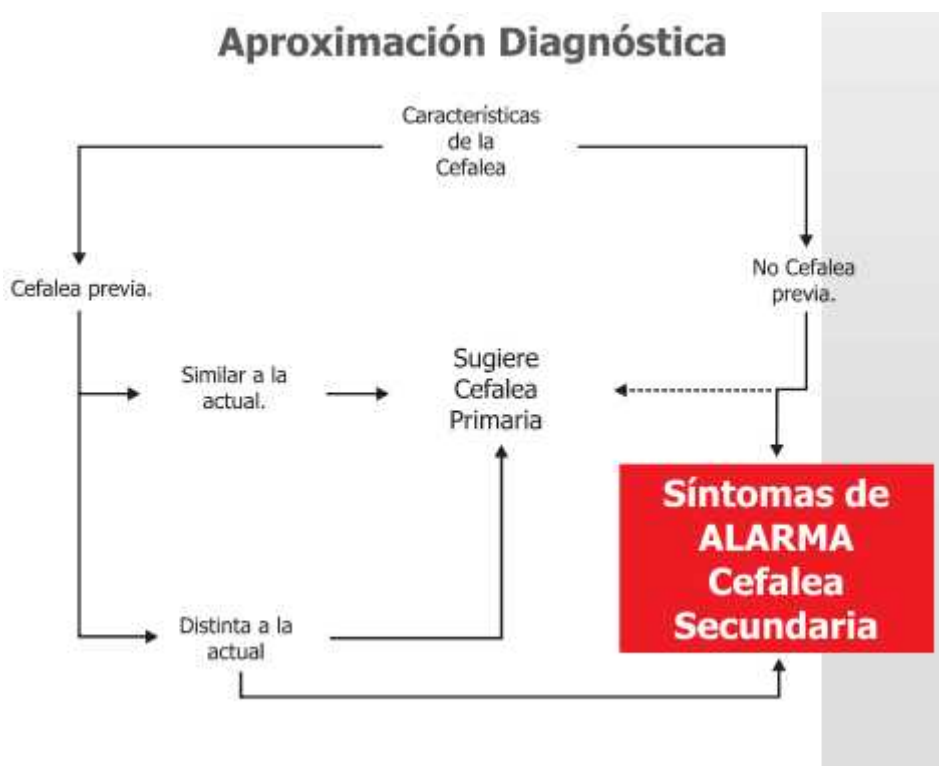 Aproximación Diagnóstica
Características
de la
Cefalea
Cefalea previa.
No Cefalea
previa.
Similar a la
actual.
Sugiere
Cefalea
Primaria
Síntomas de
ALARMA
Cefalea
Secundaria
Distinta a la
actual